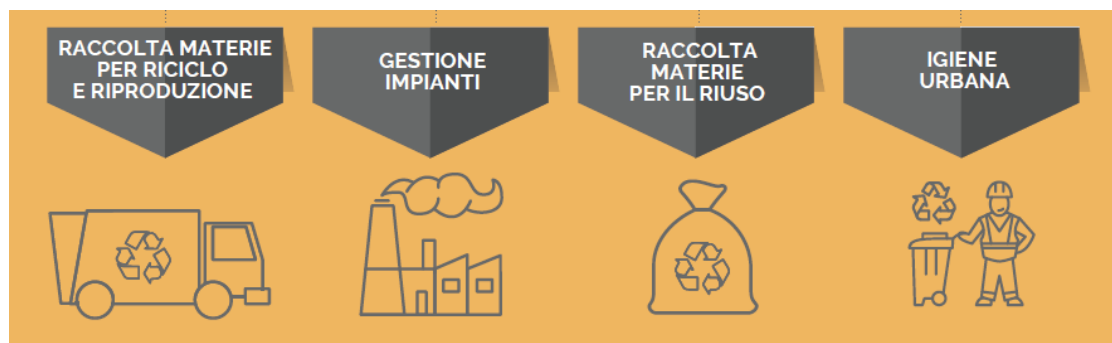 RACCOLTA MATERIE
PER RICICLO
E RIPRODUZIONE
GESTIONE
IMPIANTI
RACCOLTA
MATERIE
PER IL RIUSO
IGIENE
URBANA